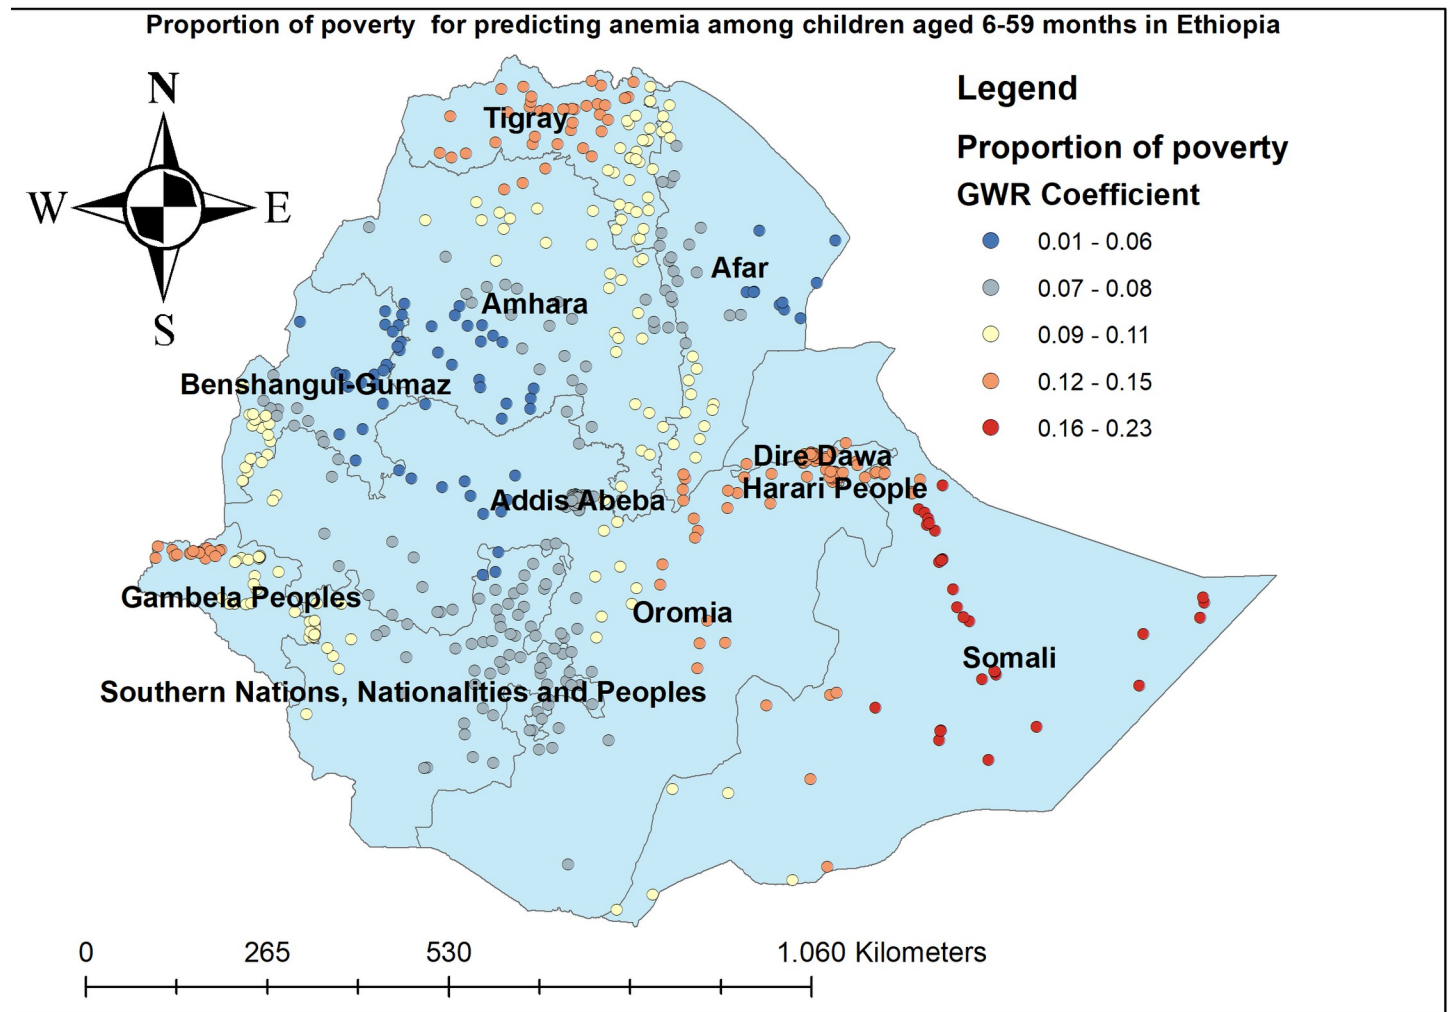 Proportion of poverty  for predicting anemia among children aged 6-59 months in Ethiopia
N
W
E
S
Legend
Proportion of poverty
GWR Coefficient
0.01 - 0.06
0.07 - 0.08
0.09 - 0.11
0.12 - 0.15
0.16 - 0.23
Tigray
Afar
Amhara
Benshangul-Gumaz
Dire Dawa
Harari People
Addis Abeba
Gambela Peoples
Oromia
Somali
Southern Nations, Nationalities and Peoples
0 265 530 1.060 Kilometers